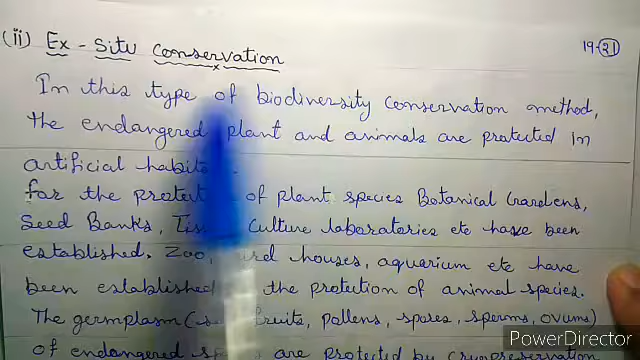 (ii) Ex - Situ Conservation
19-21
In this type of biodiversity Conservation method,
the endangered plant and animals are protected in
artificial
for the of plant species Botanical Gardens,
Seed Banks, Culture laboratories etc have been
established. Zoo, houses, aquarium etc have
been established the protection of animal species.
The germplasm fruits, pollens, spores, sperms, ovums)
of endangered are protected by cryopreservation
PowerDirector